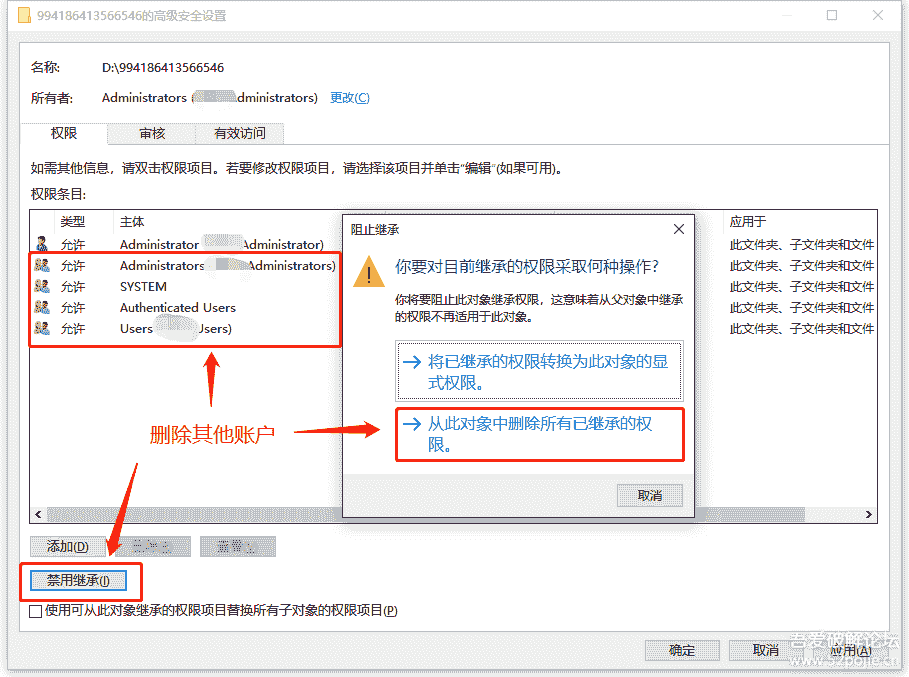 994186413566546的高级安全设置
名称: D:\994186413566546
所有者: Administrators ( dministrators) 更改(C)
权限 审核 有效访问
如需其他信息，请双击权限项目。若要修改权限项目，请选择该项目并单击“编辑”(如果可用)。
权限条目:
类型 主体 应用于
允许 Administrator Administrator) 此文件夹、子文件夹和文件
允许 Administrators Administrators) 此文件夹、子文件夹和文件
允许 SYSTEM 此文件夹、子文件夹和文件
允许 Authenticated Users 此文件夹、子文件夹和文件
允许 Users Users) 此文件夹、子文件夹和文件
阻止继承
你要对目前继承的权限采取何种操作?
你将要阻止此对象继承权限，这意味着从父对象中继承
的权限不再适用于此对象。
将已继承的权限转换为此对象的显
式权限。
从此对象中删除所有已继承的权
限。
取消
删除其他账户
添加(D)
禁用继承(I)
使用可从此对象继承的权限项目替换所有子对象的权限项目(P)
确定 取消 应用(A)
吾爱破解论坛
www.52pojie.cn